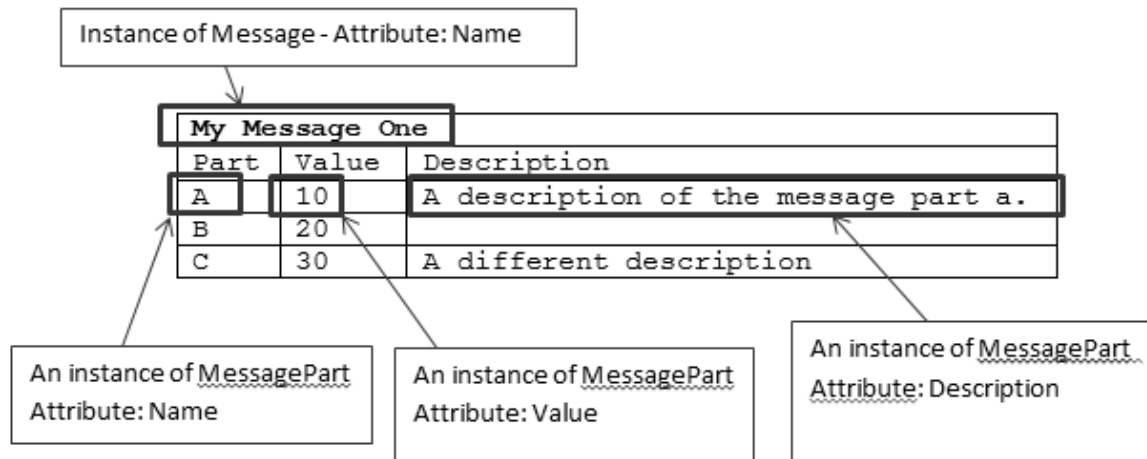 Instance of Message - Attribute: Name
My Message One
Part Value Description
A 10 A description of the message part a.
B 20
C 30 A different description
An instance of MessagePart
Attribute: Name
An instance of MessagePart
Attribute: Value
An instance of MessagePart
Attribute: Description